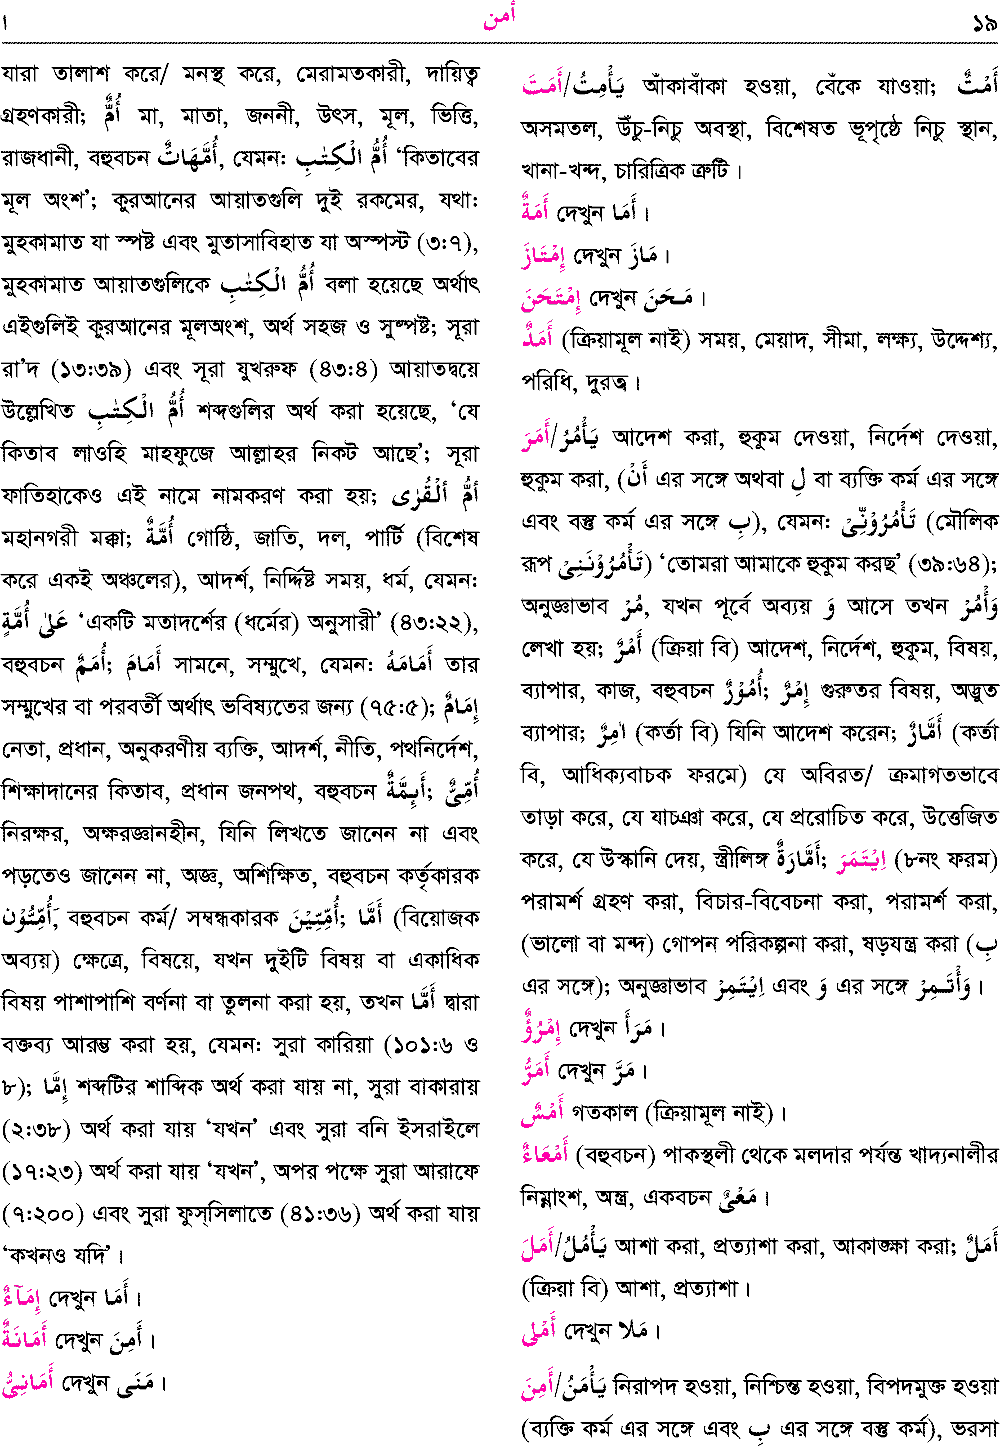 ا أمن ১৯
যারা তালাশ করে/ মনস্থ করে, মেরামতকারী, দায়িত্ব
গ্রহণকারী; أُمٌّ মা, মাতা, জননী, উৎস, মূল, ভিত্তি,
রাজধানী, বহুবচন أُمَّهَاتٌ, যেমন: أُمُّ الْكِتٰبِ ‘কিতাবের
মূল অংশ’; কুরআনের আয়াতগুলি দুই রকমের, যথা:
মুহকামাত যা স্পষ্ট এবং মুতাসাবিহাত যা অস্পস্ট (৩:৭),
মুহকামাত আয়াতগুলিকে أُمُّ الْكِتٰبِ বলা হয়েছে অর্থাৎ
এইগুলিই কুরআনের মূলঅংশ, অর্থ সহজ ও সুষ্পষ্ট; সূরা
রা’দ (১৩:৩৯) এবং সূরা যুখরুফ (৪৩:৪) আয়াতদ্বয়ে
উল্লেখিত أُمُّ الْكِتٰبِ শব্দগুলির অর্থ করা হয়েছে, ‘যে
কিতাব লাওহি মাহফুজে আল্লাহর নিকট আছে’; সূরা
ফাতিহাকেও এই নামে নামকরণ করা হয়; أمُّ ألْقُرٰى
মহানগরী মক্কা; أُمَّةٌ গোষ্ঠি, জাতি, দল, পার্টি (বিশেষ
করে একই অঞ্চলের), আদর্শ, নির্দ্দিষ্ট সময়, ধর্ম, যেমন:
عَلٰى أُمَّةٍ ‘একটি মতাদর্শের (ধর্মের) অনুসারী’ (৪৩:২২),
বহুবচন أُمَمٌ; أَمَامَ সামনে, সম্মুখে, যেমন: أَمَامَهُ তার
সম্মুখের বা পরবর্তী অর্থাৎ ভবিষ্যতের জন্য (৭৫:৫); إِمَامٌ
নেতা, প্রধান, অনুকরণীয় ব্যক্তি, আদর্শ, নীতি, পথনির্দেশ,
শিক্ষাদানের কিতাব, প্রধান জনপথ, বহুবচন أَيِمَّةٌ; أُمِّىٌّ
নিরক্ষর, অক্ষরজ্ঞানহীন, যিনি লিখতে জানেন না এবং
পড়তেও জানেন না, অজ্ঞ, অশিক্ষিত, বহুবচন কর্তৃকারক
أُمِّيُّوْنَ, বহুবচন কর্ম/ সম্বন্ধকারক أُمِّيِّيْنَ; أَمَّا (বিয়োজক
অব্যয়) ক্ষেত্রে, বিষয়ে, যখন দুইটি বিষয় বা একাধিক
বিষয় পাশাপাশি বর্ণনা বা তুলনা করা হয়, তখন أَمَّا দ্বারা
বক্তব্য আরম্ভ করা হয়, যেমন: সুরা কারিয়া (১০১:৬ ও
৮); إِمَّا শব্দটির শাব্দিক অর্থ করা যায় না, সুরা বাকারায়
(২:৩৮) অর্থ করা যায় ‘যখন’ এবং সুরা বনি ইসরাইলে
(১৭:২৩) অর্থ করা যায় ‘যখন’, অপর পক্ষে সুরা আরাফে
(৭:২০০) এবং সুরা ফুস্সিলাতে (৪১:৩৬) অর্থ করা যায়
‘কখনও যদি’।
إِمَآءٌ দেখুন أَمَا ।
أَمَانَةٌ দেখুন أَمِنَ ।
أَمَانِىُّ দেখুন مَنَى ।
أَمَتَ/يَأْمِتُ আঁকাবাঁকা হওয়া, বেঁকে যাওয়া; أَمْتٌ
অসমতল, উঁচু-নিচু অবস্থা, বিশেষত ভূপৃষ্ঠে নিচু স্থান,
খানা-খন্দ, চারিত্রিক ত্রুটি।
أَمَةٌ দেখুন أَمَا ।
إِمْتَازَ দেখুন مَازَ ।
إِمْتَحَنَ দেখুন مَحَنَ ।
أَمَدٌ (ক্রিয়ামূল নাই) সময়, মেয়াদ, সীমা, লক্ষ্য, উদ্দেশ্য,
পরিধি, দুরত্ব।
أَمَرَ/يَأْمُرُ আদেশ করা, হুকুম দেওয়া, নির্দেশ দেওয়া,
হুকুম করা, (أَنْ এর সঙ্গে অথবা لِ বা ব্যক্তি কর্ম এর সঙ্গে
এবং বস্তু কর্ম এর সঙ্গে بِ), যেমন: تَأْمُرُوْنِّىْ (মৌলিক
রূপ تَأْمُرُوْنَنِىْ) ‘তোমরা আমাকে হুকুম করছ’ (৩৯:৬৪);
অনুজ্ঞাভাব مُرْ, যখন পূর্বে অব্যয় وَ আসে তখন وَأْمُرْ
লেখা হয়; أَمْرٌ (ক্রিয়া বি) আদেশ, নির্দেশ, হুকুম, বিষয়,
ব্যাপার, কাজ, বহুবচন أُمُوْرٌ; إِمْرٌ গুরুতর বিষয়, অদ্ভুত
ব্যাপার; اٰمِرٌ (কর্তা বি) যিনি আদেশ করেন; أَمَّارٌ (কর্তা
বি, আধিক্যবাচক ফরমে) যে অবিরত/ ক্রমাগতভাবে
তাড়া করে, যে যাচঞা করে, যে প্ররোচিত করে, উত্তেজিত
করে, যে উস্কানি দেয়, স্ত্রীলিঙ্গ أَمَّارَةٌ; اِيْتَمَرَ (৮নং ফরম)
পরামর্শ গ্রহণ করা, বিচার-বিবেচনা করা, পরামর্শ করা,
(ভালো বা মন্দ) গোপন পরিকল্পনা করা, ষড়যন্ত্র করা (بِ
এর সঙ্গে); অনুজ্ঞাভাব اِيْتَمِرْ এবং وَ এর সঙ্গে وَأْتَمِرْ ।
إِمْرُؤٌ দেখুন مَرَأَ ।
أَمَرُّ দেখুন مَرَّ ।
أَمْسٌ গতকাল (ক্রিয়ামূল নাই)।
أَمْعَاءٌ (বহুবচন) পাকস্থলী থেকে মলদার পর্যন্ত খাদ্যনালীর
নিম্নাংশ, অন্ত্র, একবচন مَعْىٌ ।
أَمَلَ/يَأْمُلُ আশা করা, প্রত্যাশা করা, আকাঙ্ক্ষা করা; أَمَلٌ
(ক্রিয়া বি) আশা, প্রত্যাশা।
أَمْلٰى দেখুন مَلَا ।
أَمِنَ/يَأْمَنُ নিরাপদ হওয়া, নিশ্চিন্ত হওয়া, বিপদমুক্ত হওয়া
(ব্যক্তি কর্ম এর সঙ্গে এবং بِ এর সঙ্গে বস্তু কর্ম), ভরসা